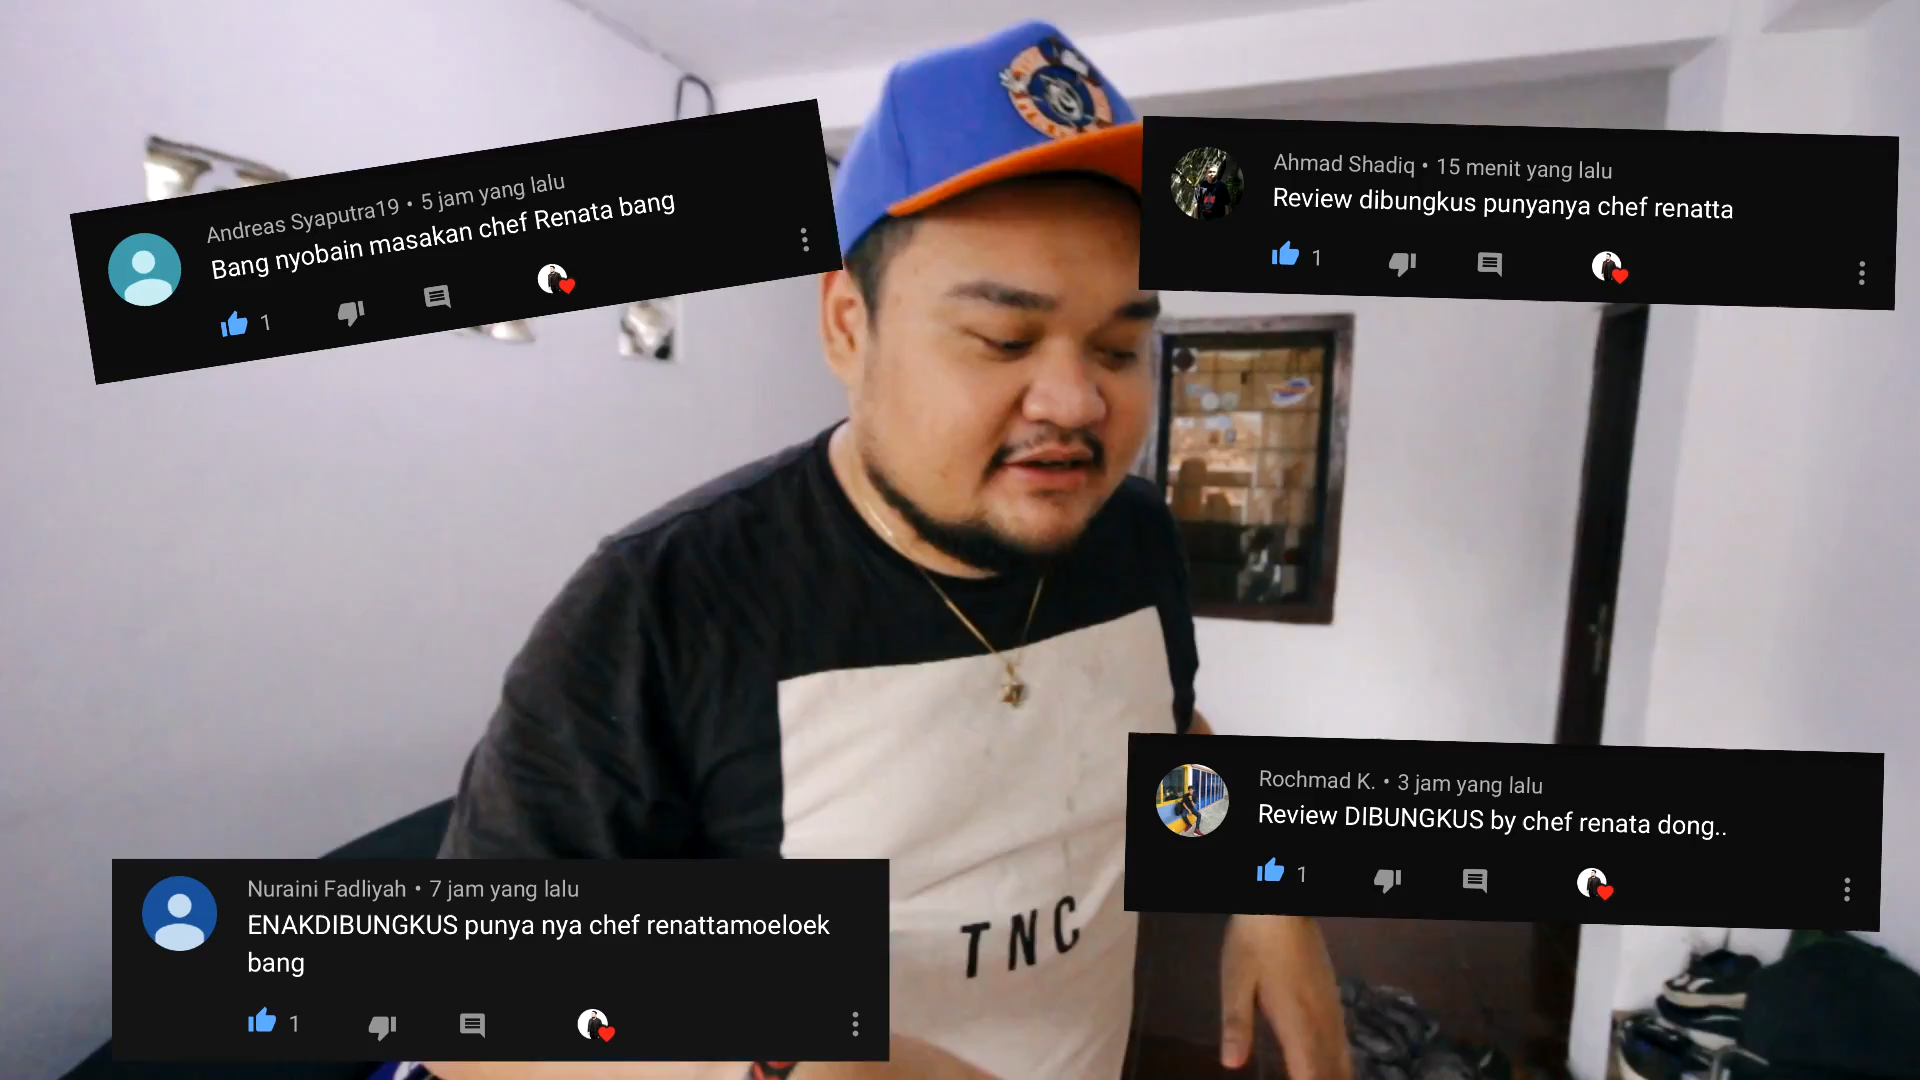 Andreas Syaputra19 • 5 jam yang lalu
Bang nyobain masakan chef Renata bang
1
Ahmad Shadiq • 15 menit yang lalu
Review dibungkus punyanya chef renatta
1
Rochmad K. • 3 jam yang lalu
Review DIBUNGKUS by chef renata dong..
1
Nuraini Fadliyah • 7 jam yang lalu
ENAKDIBUNGKUS punya nya chef renattamoeloek
bang
1
TNC